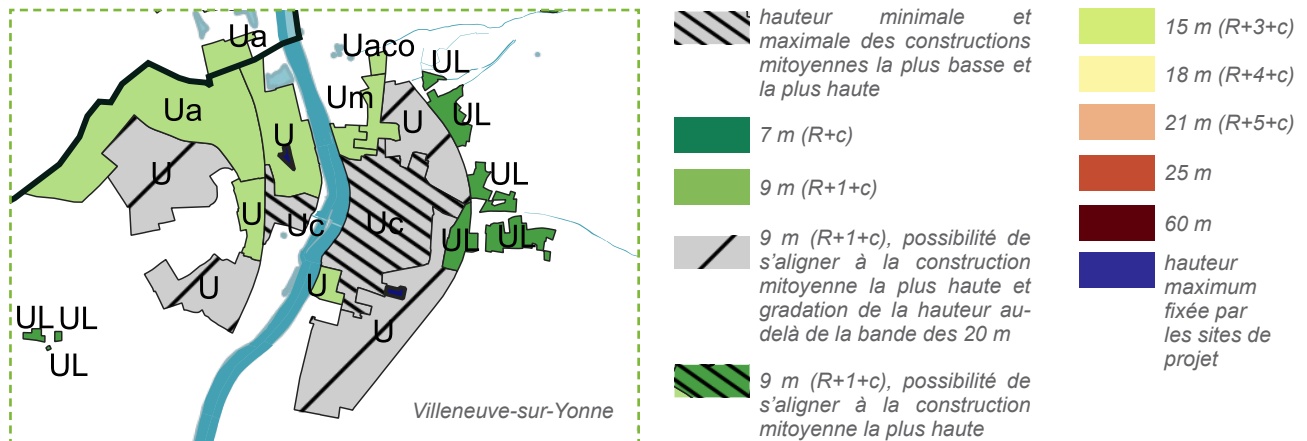 Ua
Uaco
UL
Um
Ua
U
U
UL
U
UL
U
Uc
Uc
UL
UL
U
U
U
UL
UL
UL
Villeneuve-sur-Yonne
hauteur minimale et
maximale des constructions
mitoyennes la plus basse et
la plus haute
7 m (R+c)
9 m (R+1+c)
9 m (R+1+c), possibilité de
s'aligner à la construction
mitoyenne la plus haute et
gradation de la hauteur au-
delà de la bande des 20 m
9 m (R+1+c), possibilité de
s'aligner à la construction
mitoyenne la plus haute
15 m (R+3+c)
18 m (R+4+c)
21 m (R+5+c)
25 m
60 m
hauteur
maximum
fixée par
les sites de
projet